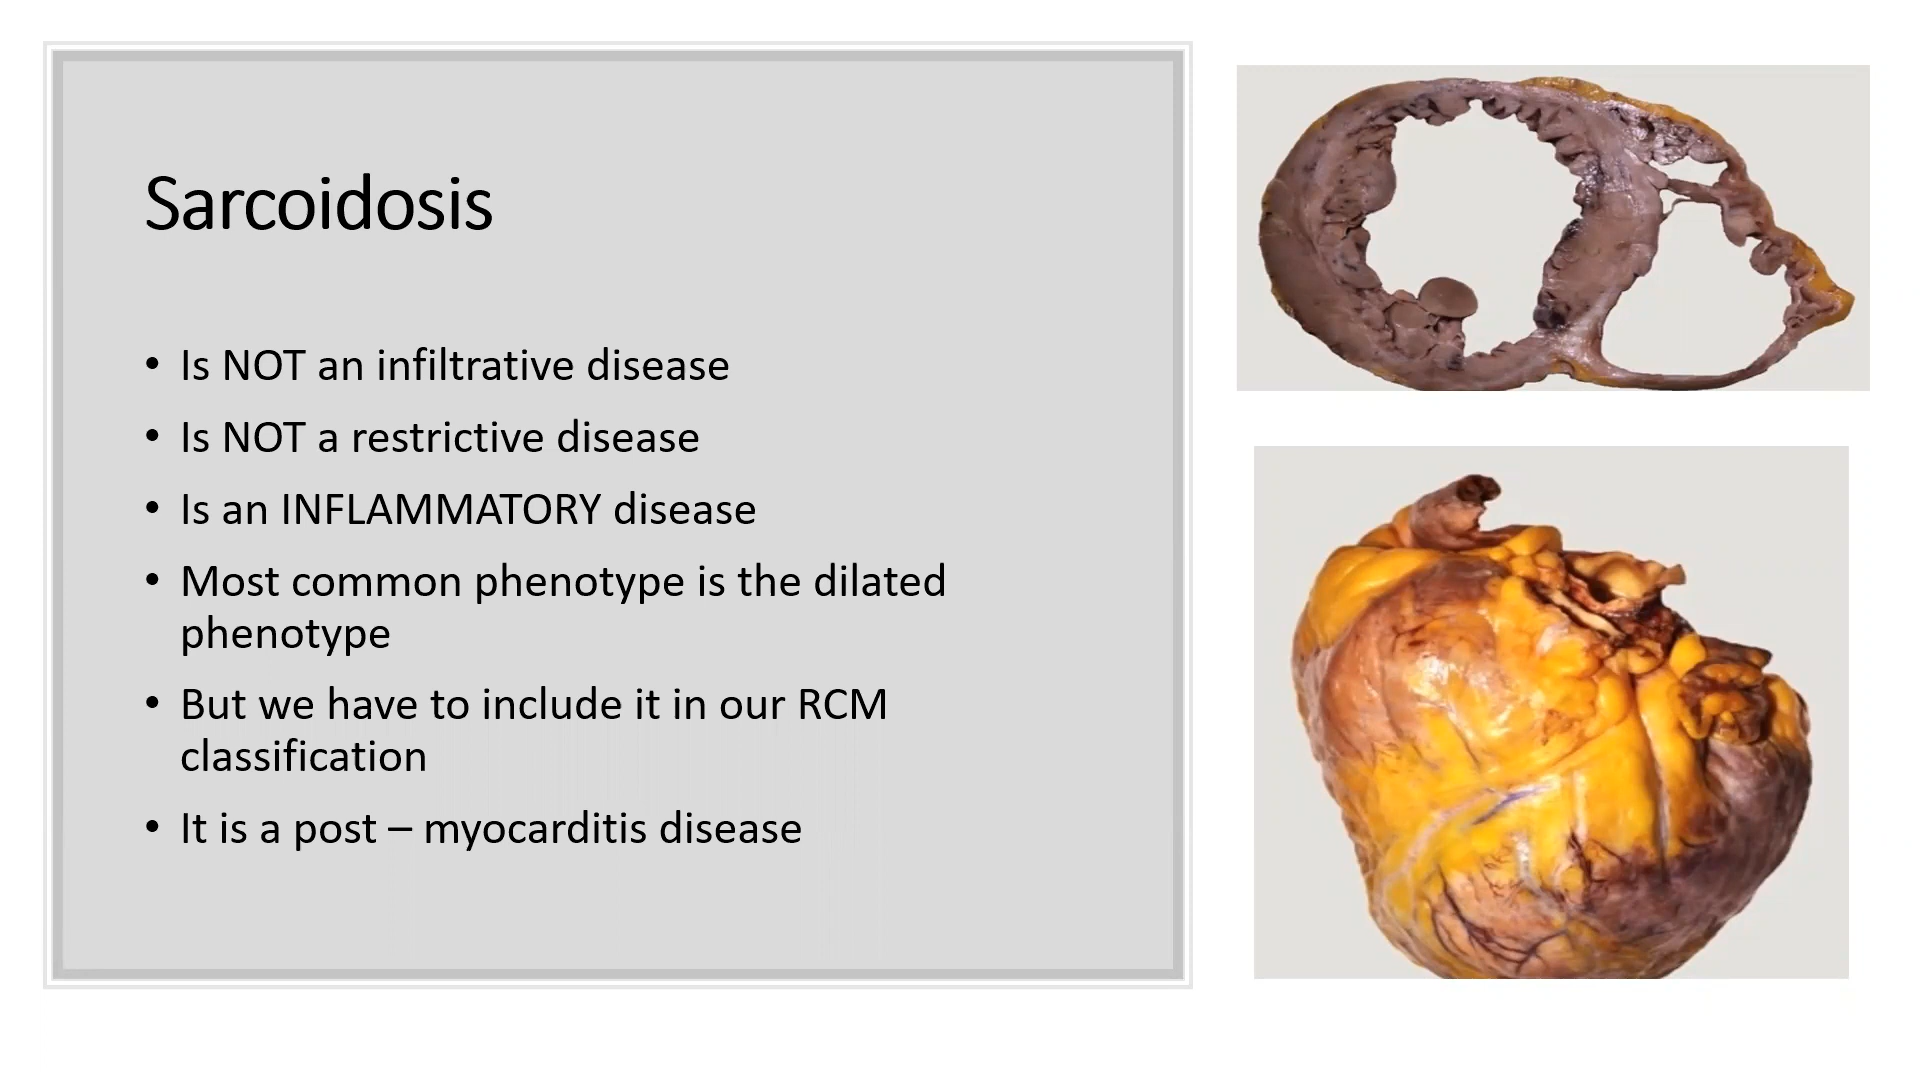 Sarcoidosis
• Is NOT an infiltrative disease
• Is NOT a restrictive disease
• Is an INFLAMMATORY disease
• Most common phenotype is the dilated
phenotype
• But we have to include it in our RCM
classification
• It is a post – myocarditis disease